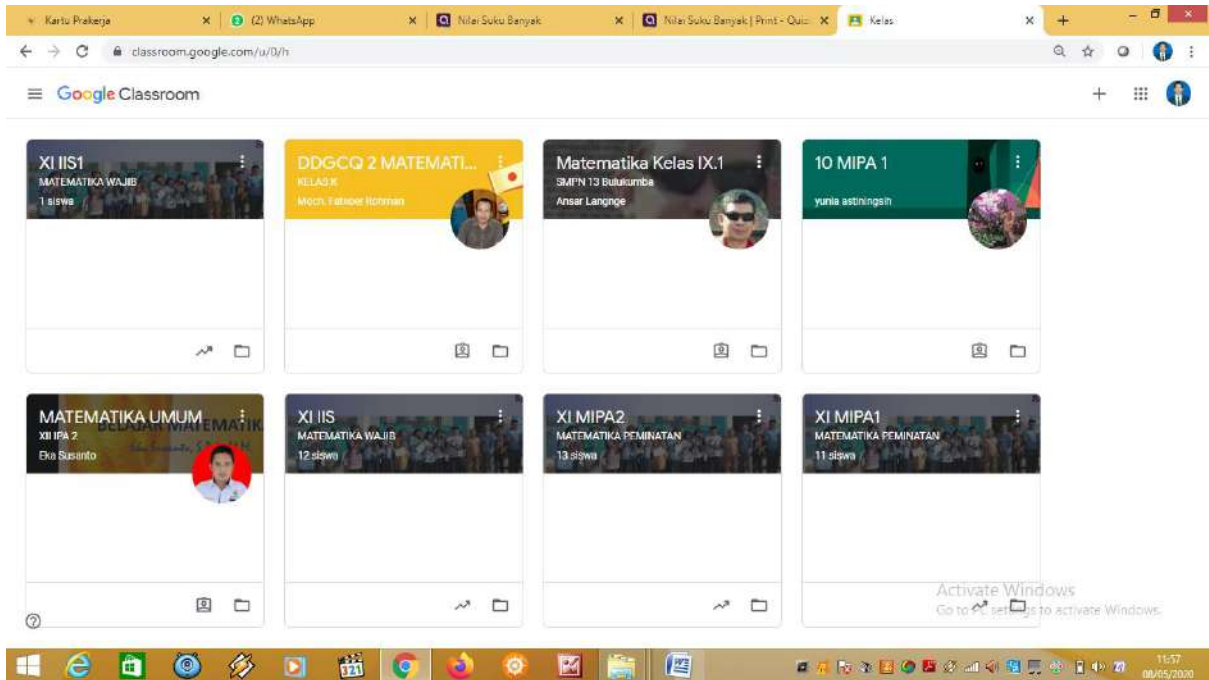 Kartu Prakerja
(2) WhatsApp
Nilai Suku Banyak
Nilai Suku Banyak | Print - Quiz
Kelas
classroom.google.com/u/0/h
Google Classroom
XI IIS1
MATEMATIKA WAJIB
1 siswa
DDGCQ 2 MATEMATI...
KELAS X
Moch. Fatkoer Rohman
Matematika Kelas IX.1
SMPN 13 Bulukumba
Ansar Langnge
10 MIPA 1
yunia astiningsih
MATEMATIKA UMUM
XII IPA 2
Eka Susanto
XI IIS
MATEMATIKA WAJIB
12 siswa
XI MIPA2
MATEMATIKA PEMINATAN
13 siswa
XI MIPA1
MATEMATIKA PEMINATAN
11 siswa
Activate Windows
Go to PC settings to activate Windows.
321
11:57
08/05/2020